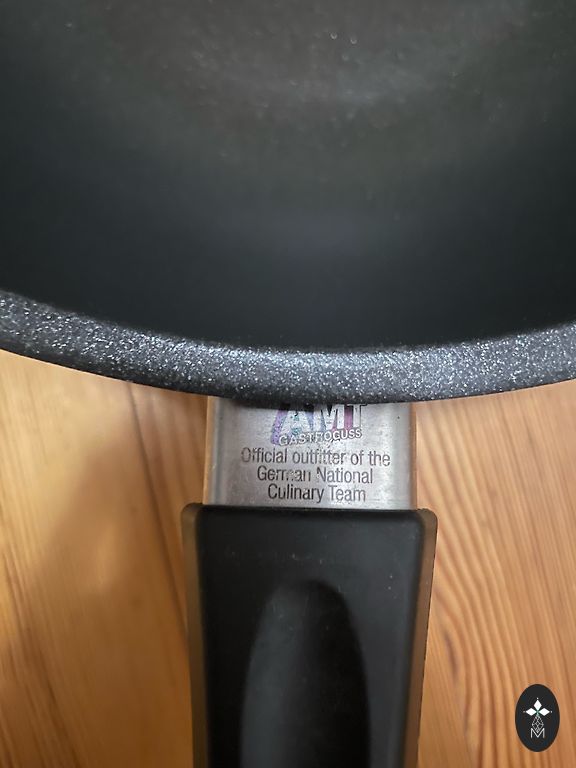 AMT
GASTROGUSS
Official outfitter of the
German National
Culinary Team